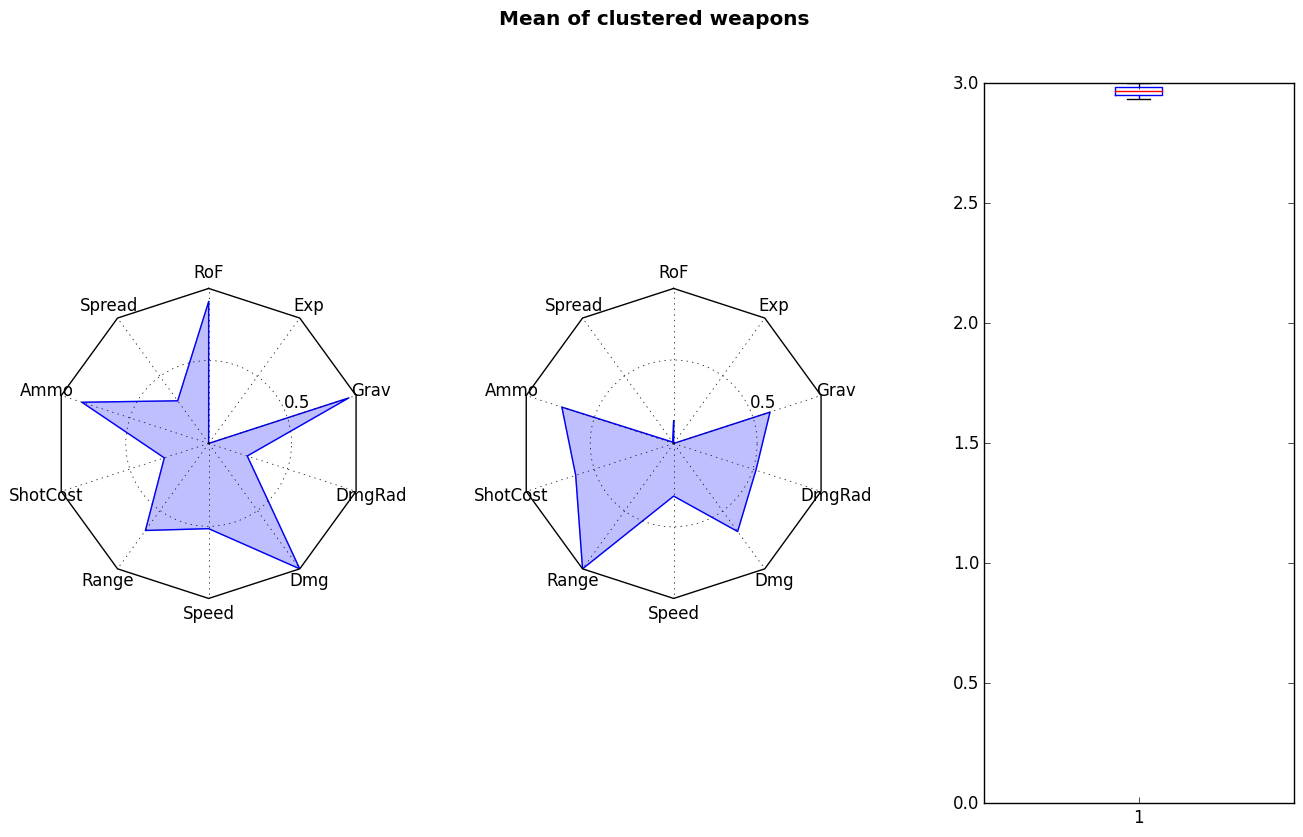 Mean of clustered weapons
RoF
Spread
Exp
Ammo
0.5
Grav
ShotCost
DmgRad
Range
Dmg
Speed
RoF
Spread
Exp
Ammo
0.5
Grav
ShotCost
DmgRad
Range
Dmg
Speed
3.0
2.5
2.0
1.5
1.0
0.5
0.0
1